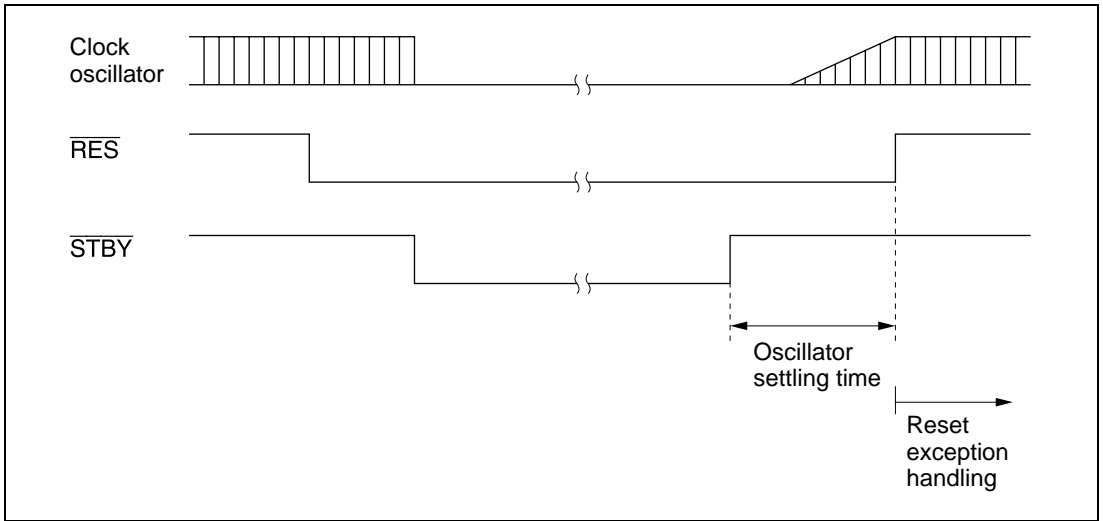 Clock
oscillator
RES
STBY
Oscillator
settling time
Reset
exception
handling